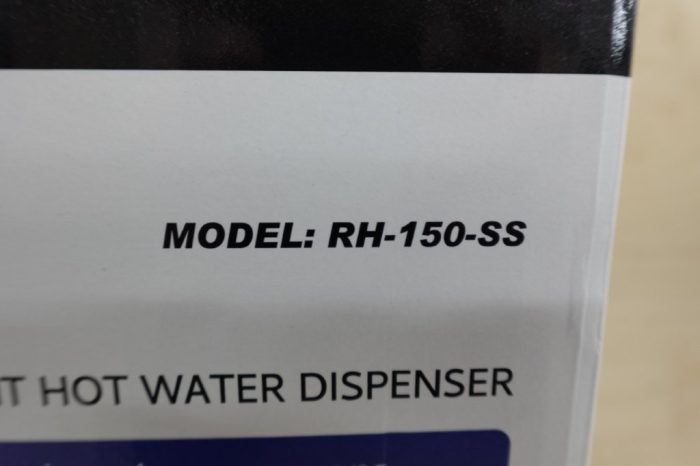 MODEL: RH-150-SS
HOT WATER DISPENSER